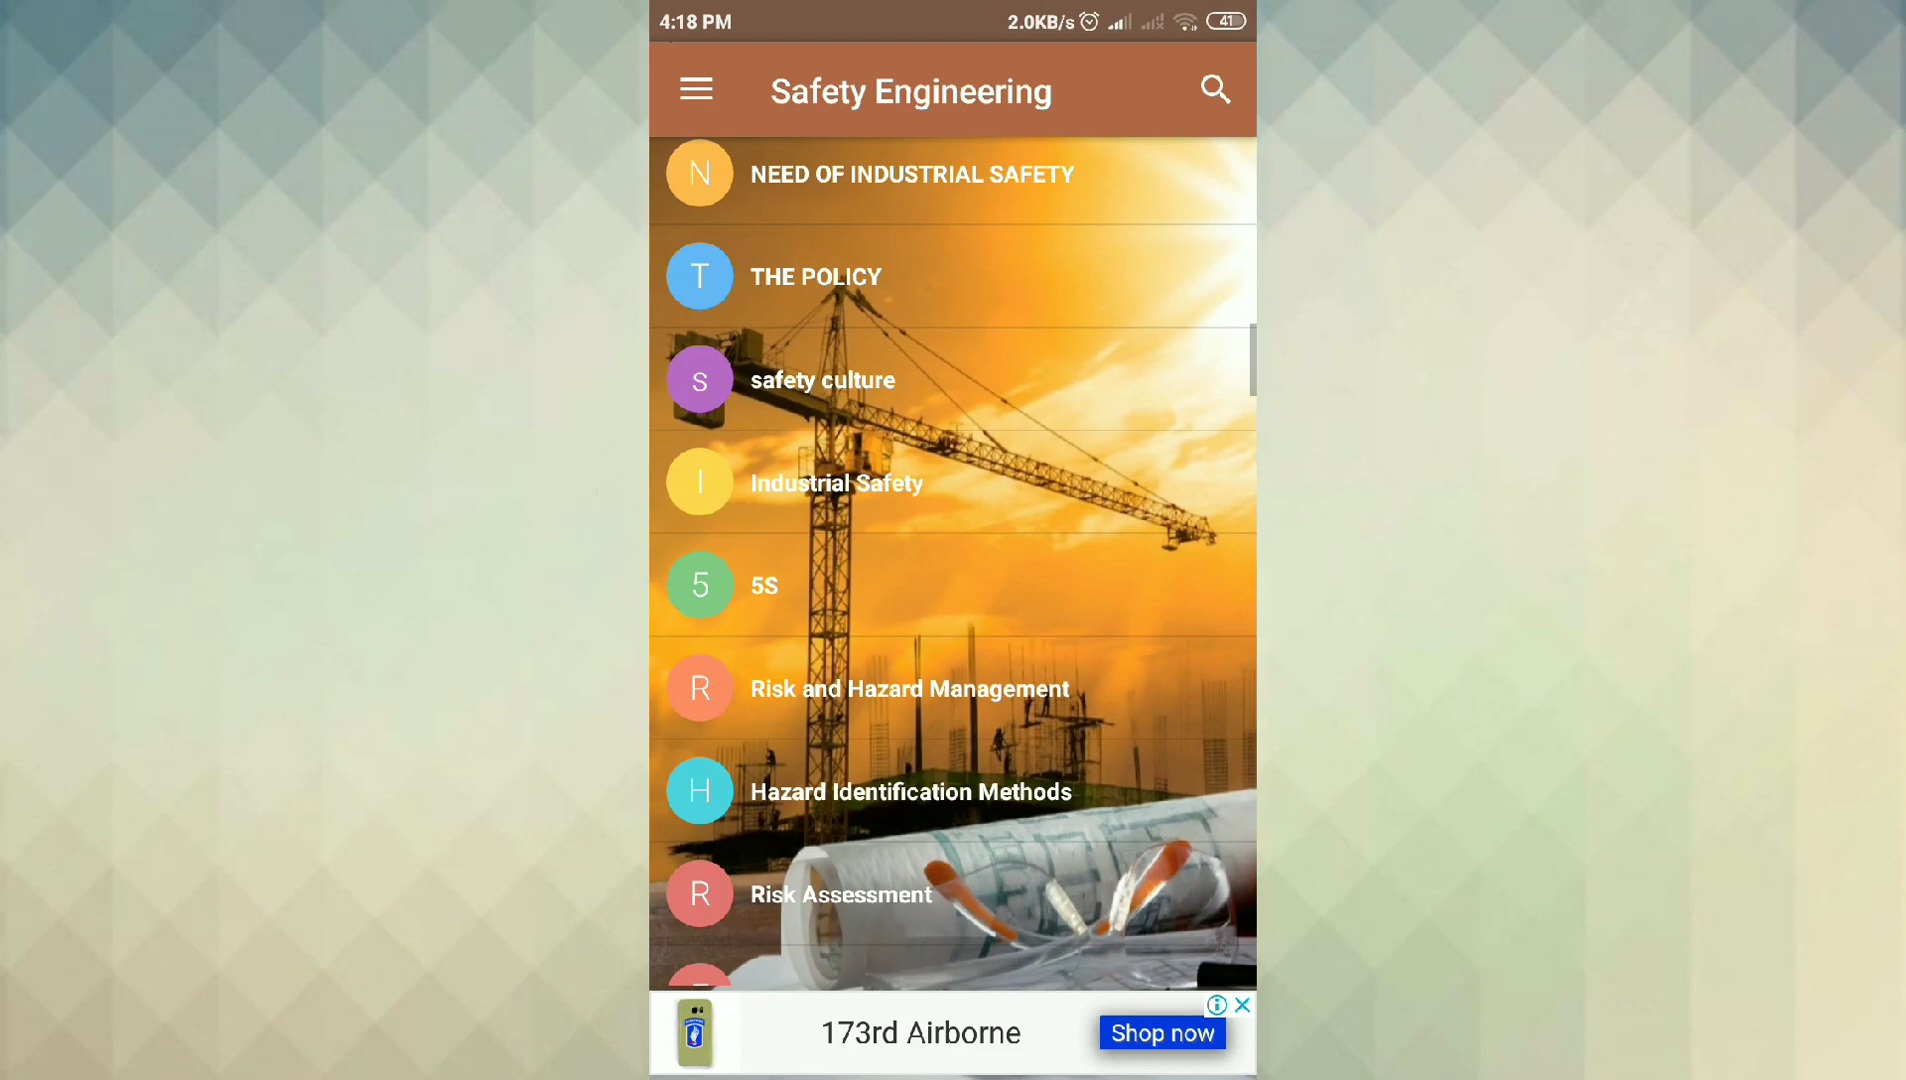 4:18 PM
2.0KB/s
41
Safety Engineering
N
NEED OF INDUSTRIAL SAFETY
T
THE POLICY
s
safety culture
I
Industrial Safety
5
5S
R
Risk and Hazard Management
H
Hazard Identification Methods
R
Risk Assessment
173rd Airborne
Shop now